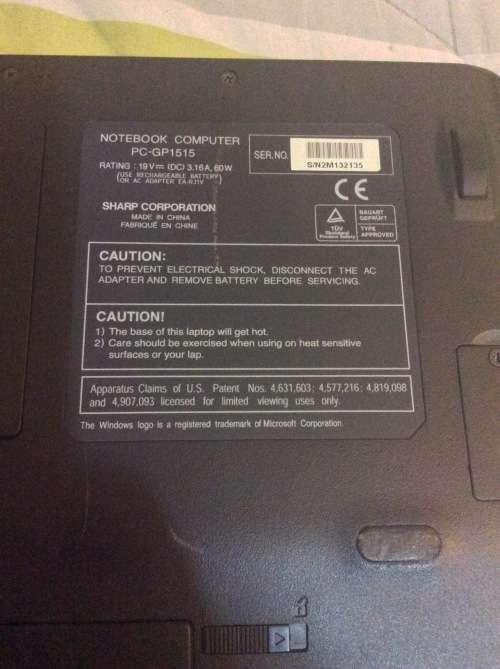 NOTEBOOK COMPUTER
PC-GP1515
RATING : 19V (DC) 3.16A, 60W
(USE RECHARGEABLE BATTERY
OR AC ADAPTER EA-RJ1V)
SER.NO.
S/N2M132135
CE
SHARP CORPORATION
MADE IN CHINA
FABRIQUÉ EN CHINE
TÜV
Rheinland
Product Safety
BAUART
GEPRÜFT
TYPE
APPROVED
CAUTION:
TO PREVENT ELECTRICAL SHOCK, DISCONNECT THE AC
ADAPTER AND REMOVE BATTERY BEFORE SERVICING.
CAUTION!
1) The base of this laptop will get hot.
2) Care should be exercised when using on heat sensitive
surfaces or your lap.
Apparatus Claims of U.S. Patent Nos. 4,631,603; 4,577,216; 4,819,098
and 4,907,093 licensed for limited viewing uses only.
The Windows logo is a registered trademark of Microsoft Corporation.